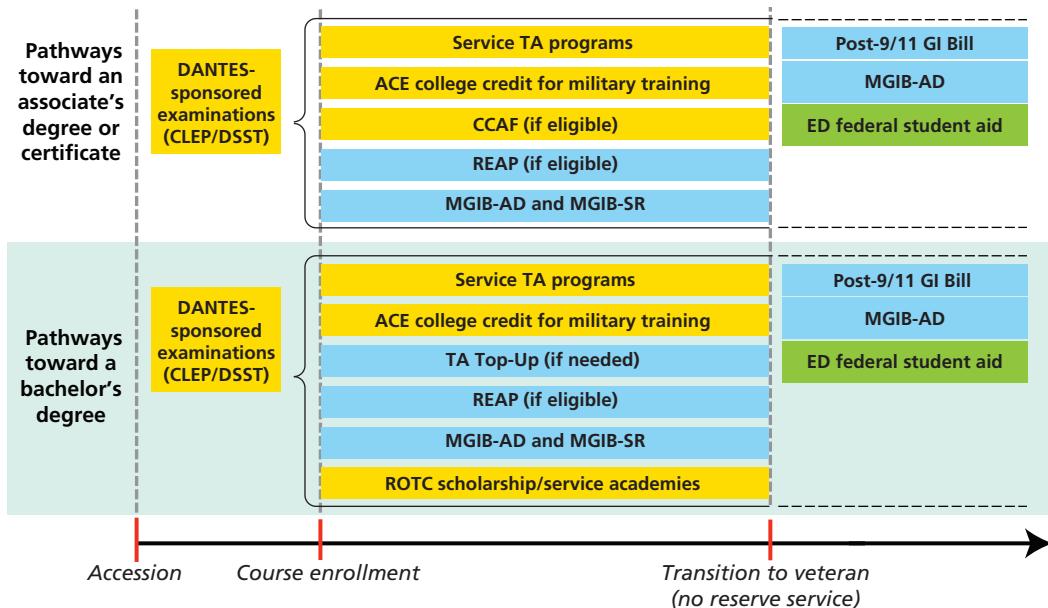 Pathways
toward an
associate's
degree or
certificate
DANTES-
sponsored
examinations
(CLEP/DSST)
Service TA programs
ACE college credit for military training
CCAF (if eligible)
REAP (if eligible)
MGIB-AD and MGIB-SR
Post-9/11 GI Bill
MGIB-AD
ED federal student aid
Pathways
toward a
bachelor's
degree
DANTES-
sponsored
examinations
(CLEP/DSST)
Service TA programs
ACE college credit for military training
TA Top-Up (if needed)
REAP (if eligible)
MGIB-AD and MGIB-SR
ROTC scholarship/service academies
Post-9/11 GI Bill
MGIB-AD
ED federal student aid
Accession
Course enrollment
Transition to veteran
(no reserve service)